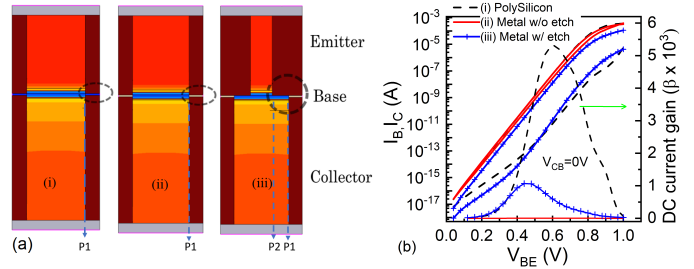 Emitter
Base
Collector
(i)
(ii)
(iii)
(a)
P1
P1
P2 P1
(i) PolySilicon
(ii) Metal w/o etch
(iii) Metal w/ etch
10-3
10-5
10-7
10-9
10-11
10-13
10-15
10-17
I_B,I_C (A)
V_CB=0V
6
5
4
3
2
1
0
DC current gain (β x 10³)
0.0 0.2 0.4 0.6 0.8 1.0
V_BE (V)
(b)